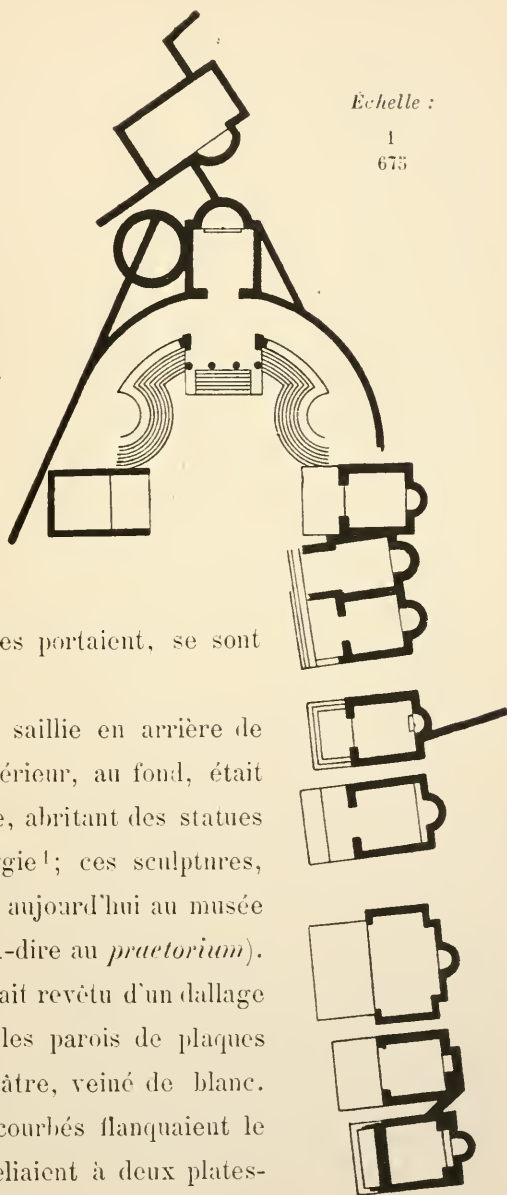 Échelle :
1
675
es portaient, se sont
saillie en arrière de
érieur, au fond, était
e, abritant des statues
rgie¹; ces sculptures,
aujourd'hui au musée
.-dire au praetorium).
ait revêtu d'un dallage
les parois de plaques
âtre, veiné de blanc.
courbés flanquaient le
eliaient à deux plates-